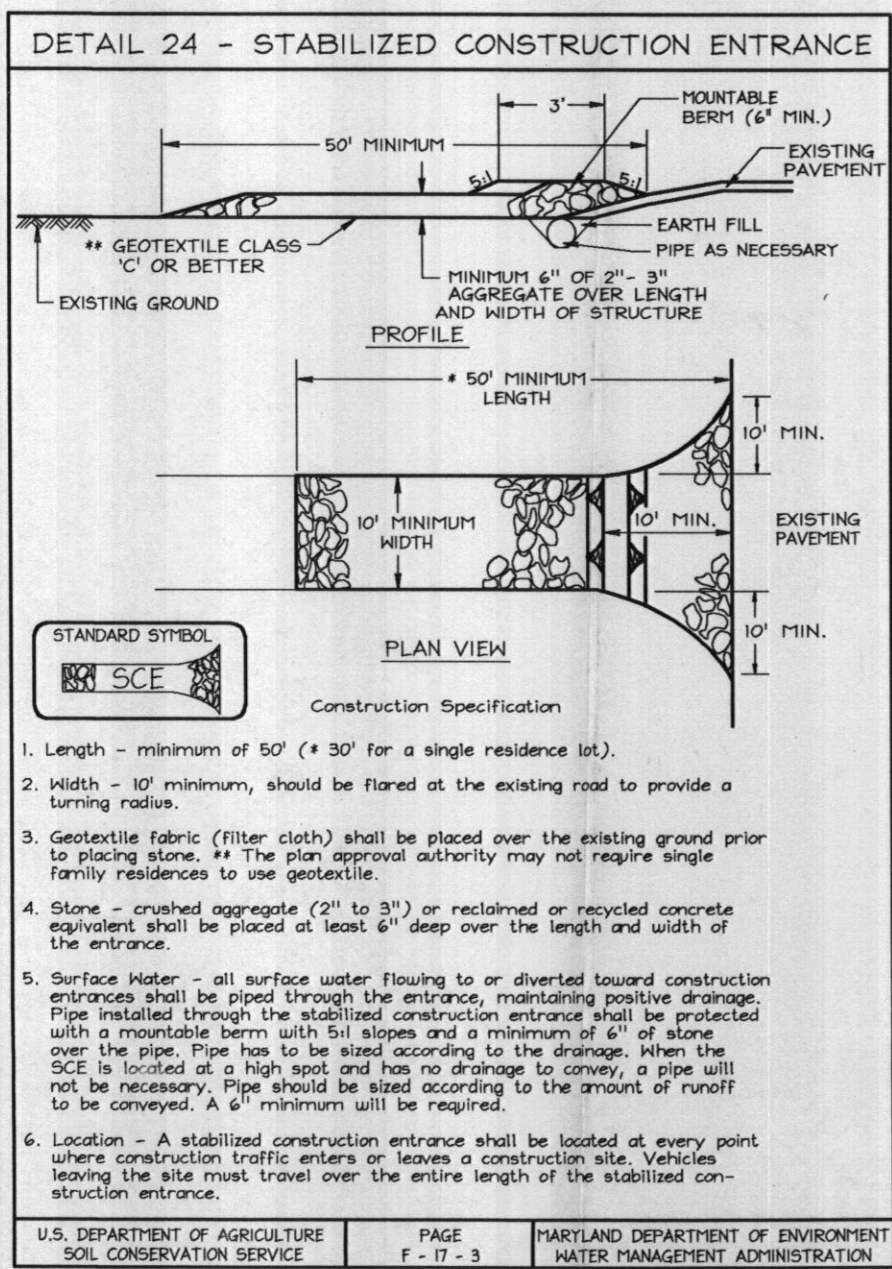 DETAIL 24 - STABILIZED CONSTRUCTION ENTRANCE
3'
MOUNTABLE
BERM (6" MIN.)
50' MINIMUM
EXISTING
PAVEMENT
5:1
5:1
** GEOTEXTILE CLASS
'C' OR BETTER
EARTH FILL
PIPE AS NECESSARY
EXISTING GROUND
MINIMUM 6" OF 2"- 3"
AGGREGATE OVER LENGTH
AND WIDTH OF STRUCTURE
PROFILE
* 50' MINIMUM
LENGTH
10' MIN.
10' MINIMUM
WIDTH
10' MIN.
EXISTING
PAVEMENT
10' MIN.
STANDARD SYMBOL
SCE
PLAN VIEW
Construction Specification
1. Length - minimum of 50' (* 30' for a single residence lot).
2. Width - 10' minimum, should be flared at the existing road to provide a
turning radius.
3. Geotextile fabric (filter cloth) shall be placed over the existing ground prior
to placing stone. ** The plan approval authority may not require single
family residences to use geotextile.
4. Stone - crushed aggregate (2" to 3") or reclaimed or recycled concrete
equivalent shall be placed at least 6" deep over the length and width of
the entrance.
5. Surface Water - all surface water flowing to or diverted toward construction
entrances shall be piped through the entrance, maintaining positive drainage.
Pipe installed through the stabilized construction entrance shall be protected
with a mountable berm with 5:1 slopes and a minimum of 6" of stone
over the pipe. Pipe has to be sized according to the drainage. When the
SCE is located at a high spot and has no drainage to convey, a pipe will
not be necessary. Pipe should be sized according to the amount of runoff
to be conveyed. A 6" minimum will be required.
6. Location - A stabilized construction entrance shall be located at every point
where construction traffic enters or leaves a construction site. Vehicles
leaving the site must travel over the entire length of the stabilized con-
struction entrance.
U.S. DEPARTMENT OF AGRICULTURE
SOIL CONSERVATION SERVICE
PAGE
F - 17 - 3
MARYLAND DEPARTMENT OF ENVIRONMENT
WATER MANAGEMENT ADMINISTRATION